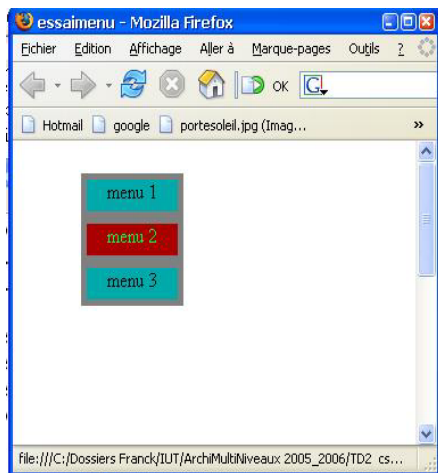 essaimenu - Mozilla Firefox
Fichier Edition Affichage Aller à Marque-pages Outils ?
OK G
Hotmail google portesoleil.jpg (Imag... »
menu 1
menu 2
menu 3
file:///C:/Dossiers Franck/IUT/ArchiMultiNiveaux 2005_2006/TD2 cs...